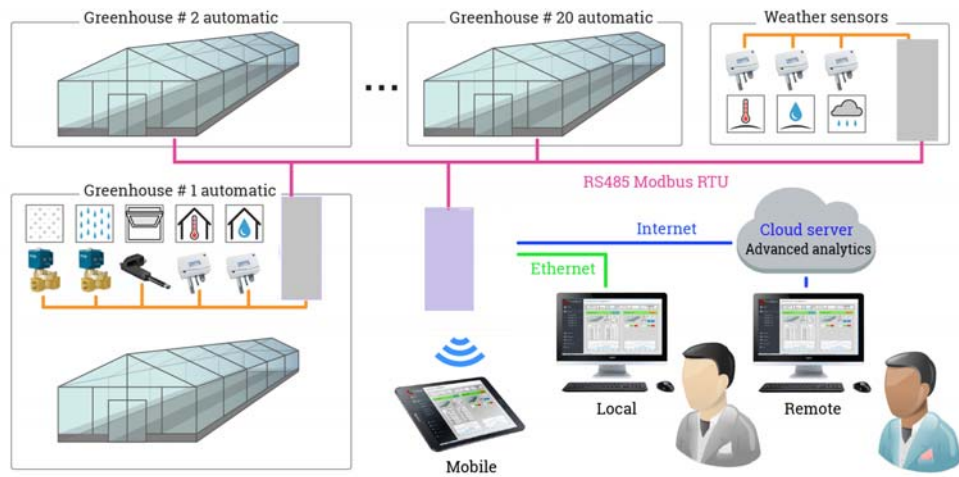 Greenhouse # 2 automatic
Greenhouse # 20 automatic
Weather sensors
RS485 Modbus RTU
Greenhouse # 1 automatic
Internet
Cloud server
Advanced analytics
Ethernet
Local
Remote
Mobile